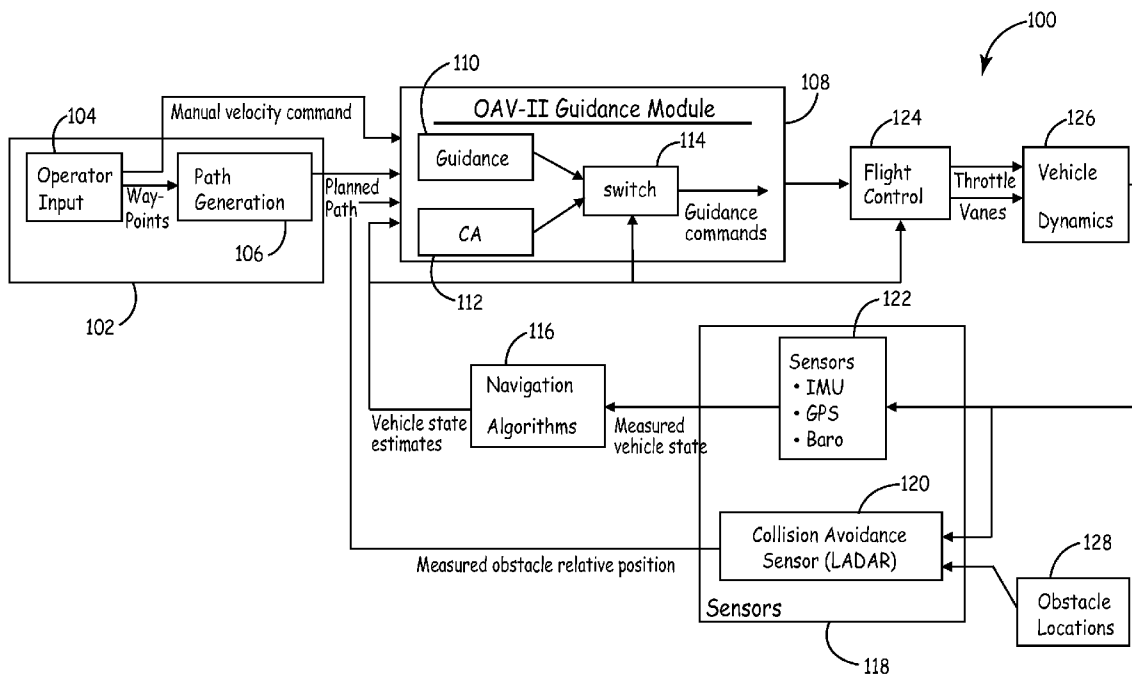 100
110
OAV-II Guidance Module
108
104
Manual velocity command
114
124
126
Operator
Input
Way-
Points
Path
Generation
106
Planned
Path
Guidance
switch
CA
Guidance
commands
112
Flight
Control
Throttle
Vanes
Vehicle
Dynamics
102
122
116
Sensors
• IMU
• GPS
• Baro
Navigation
Algorithms
Vehicle state
estimates
Measured
vehicle state
120
Collision Avoidance
Sensor (LADAR)
Measured obstacle relative position
128
Obstacle
Locations
Sensors
118